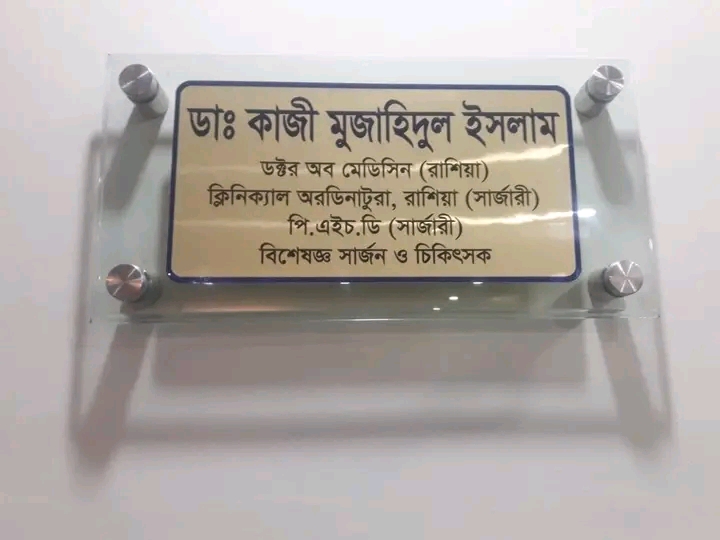 ডাঃ কাজী মুজাহিদুল ইসলাম
ডক্টর অব মেডিসিন (রাশিয়া)
ক্লিনিক্যাল অরডিনাটুরা, রাশিয়া (সার্জারী)
পি.এইচ.ডি (সার্জারী)
বিশেষজ্ঞ সার্জন ও চিকিৎসক